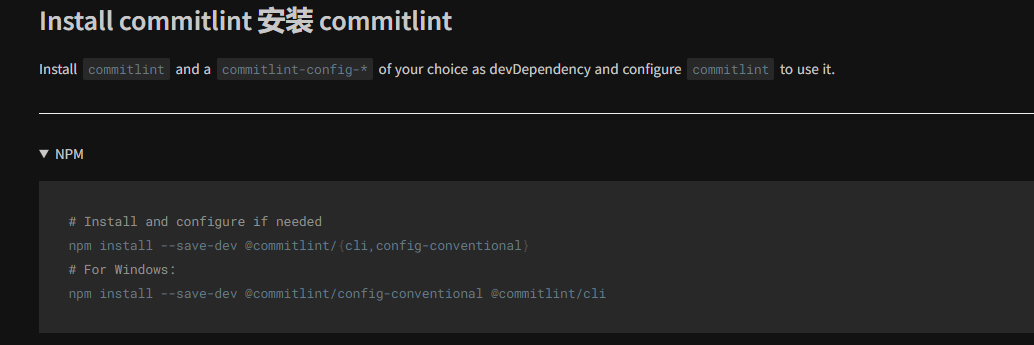 Install commitlint 安装 commitlint
Install commitlint and a commitlint-config-* of your choice as devDependency and configure commitlint to use it.
▼ NPM
# Install and configure if needed
npm install --save-dev @commitlint/{cli,config-conventional}
# For Windows:
npm install --save-dev @commitlint/config-conventional @commitlint/cli